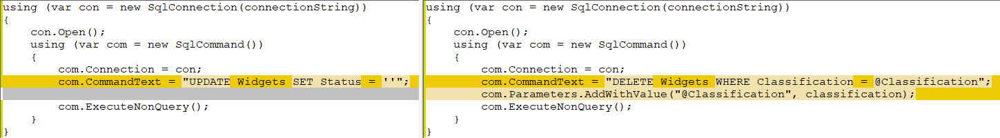 using (var con = new SqlConnection(connectionString))
{
    con.Open();
    using (var com = new SqlCommand())
    {
        com.Connection = con;
        com.CommandText = "UPDATE Widgets SET Status = ''";
        com.ExecuteNonQuery();
    }
}
using (var con = new SqlConnection(connectionString))
{
    con.Open();
    using (var com = new SqlCommand())
    {
        com.Connection = con;
        com.CommandText = "DELETE Widgets WHERE Classification = @Classification";
        com.Parameters.AddWithValue("@Classification", classification);
        com.ExecuteNonQuery();
    }
}